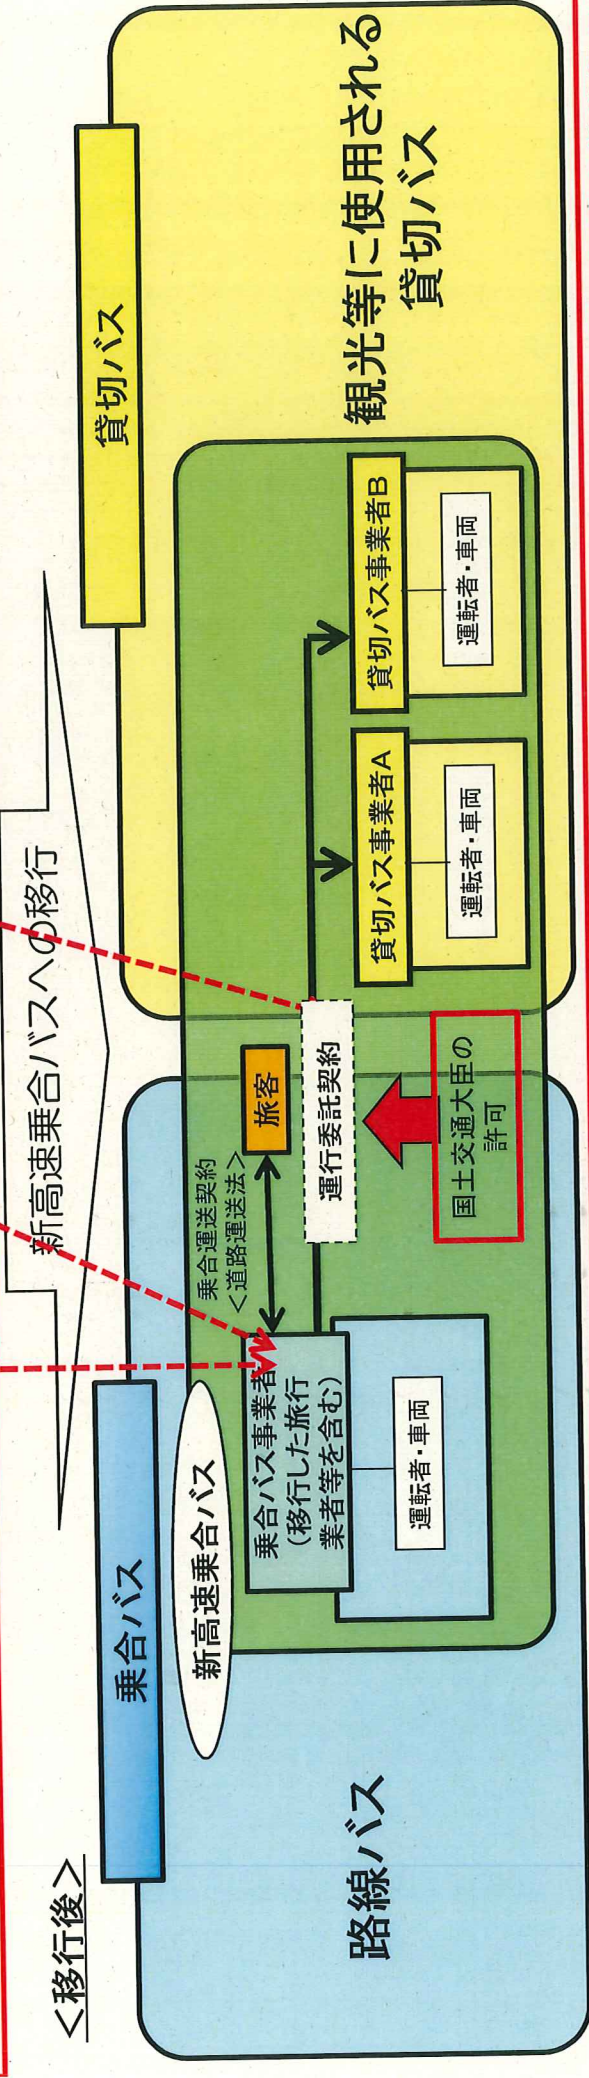 新高速乗合バスへの移行
<移行後>
乗合バス
貸切バス
新高速乗合バス
乗合運送契約
<道路運送法>
旅客
乗合バス事業者
(移行した旅行
業者等を含む)
運転者・車両
運行委託契約
国土交通大臣の
許可
貸切バス事業者A
運転者・車両
貸切バス事業者B
運転者・車両
路線バス
観光等に使用される
貸切バス